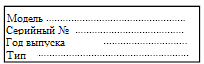 Модель ................................................
Серийный № .....................................
Год выпуска .............................
Тип ....................................................